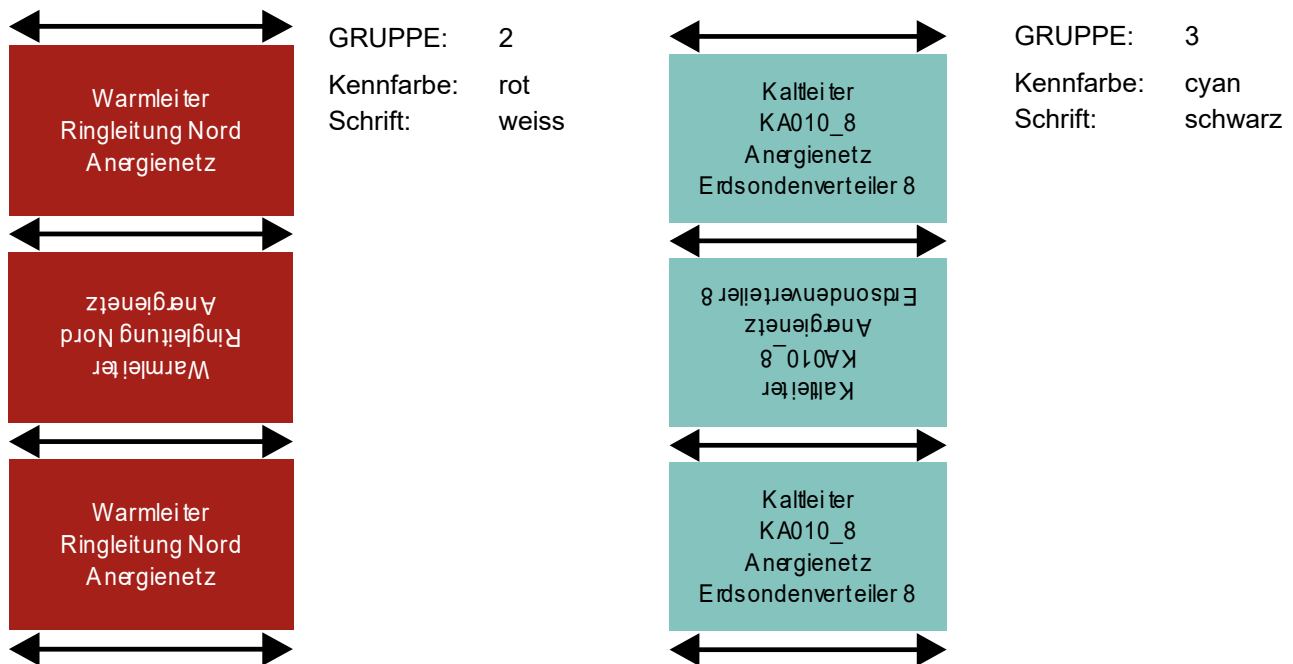 Warmleiter
Ringleitung Nord
Anergienetz
Warmleiter
Ringleitung Nord
Anergienetz
Warmleiter
Ringleitung Nord
Anergienetz
GRUPPE: 2
Kennfarbe: rot
Schrift: weiss
Kaltleiter
KA010_8
Anergienetz
Erdsondenverteiler 8
Kaltleiter
KA010_8
Anergienetz
Erdsondenverteiler 8
Kaltleiter
KA010_8
Anergienetz
Erdsondenverteiler 8
GRUPPE: 3
Kennfarbe: cyan
Schrift: schwarz